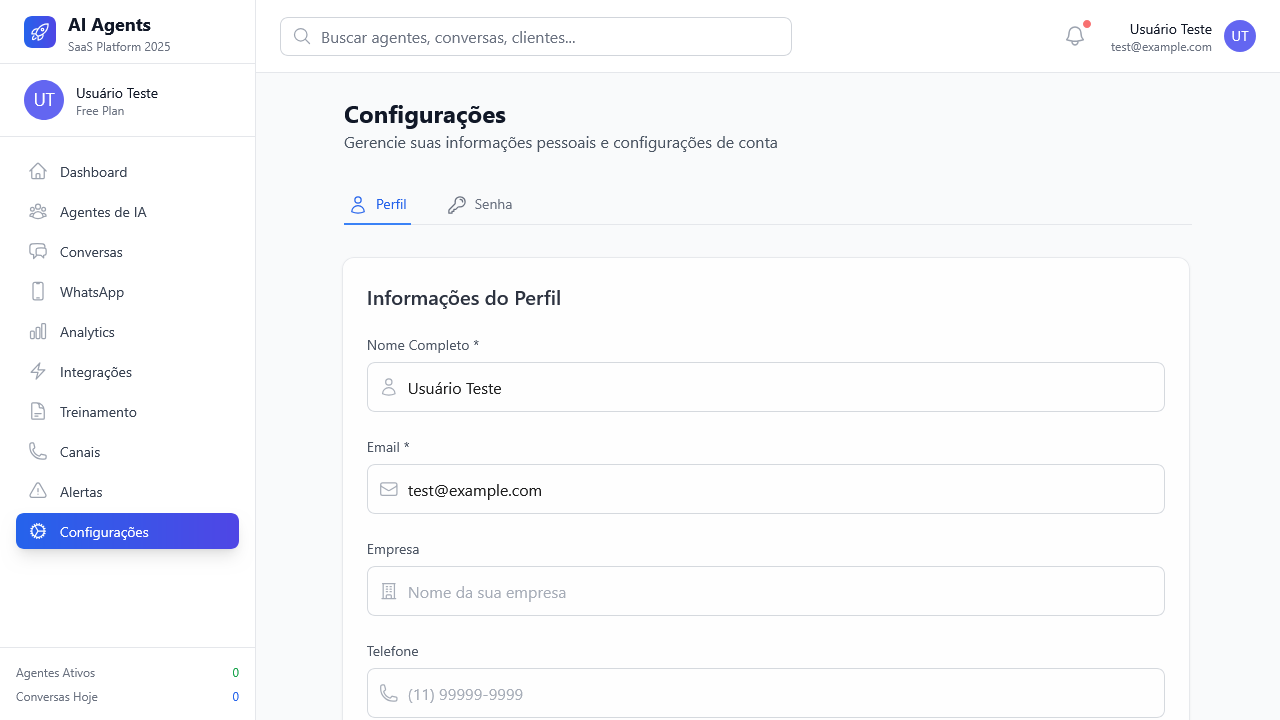 AI Agents
SaaS Platform 2025
UT
Usuário Teste
Free Plan
Dashboard
Agentes de IA
Conversas
WhatsApp
Analytics
Integrações
Treinamento
Canais
Alertas
Configurações
Agentes Ativos 0
Conversas Hoje 0
Buscar agentes, conversas, clientes...
Usuário Teste
test@example.com
UT
Configurações
Gerencie suas informações pessoais e configurações de conta
Perfil
Senha
Informações do Perfil
Nome Completo *
Usuário Teste
Email *
test@example.com
Empresa
Nome da sua empresa
Telefone
(11) 99999-9999